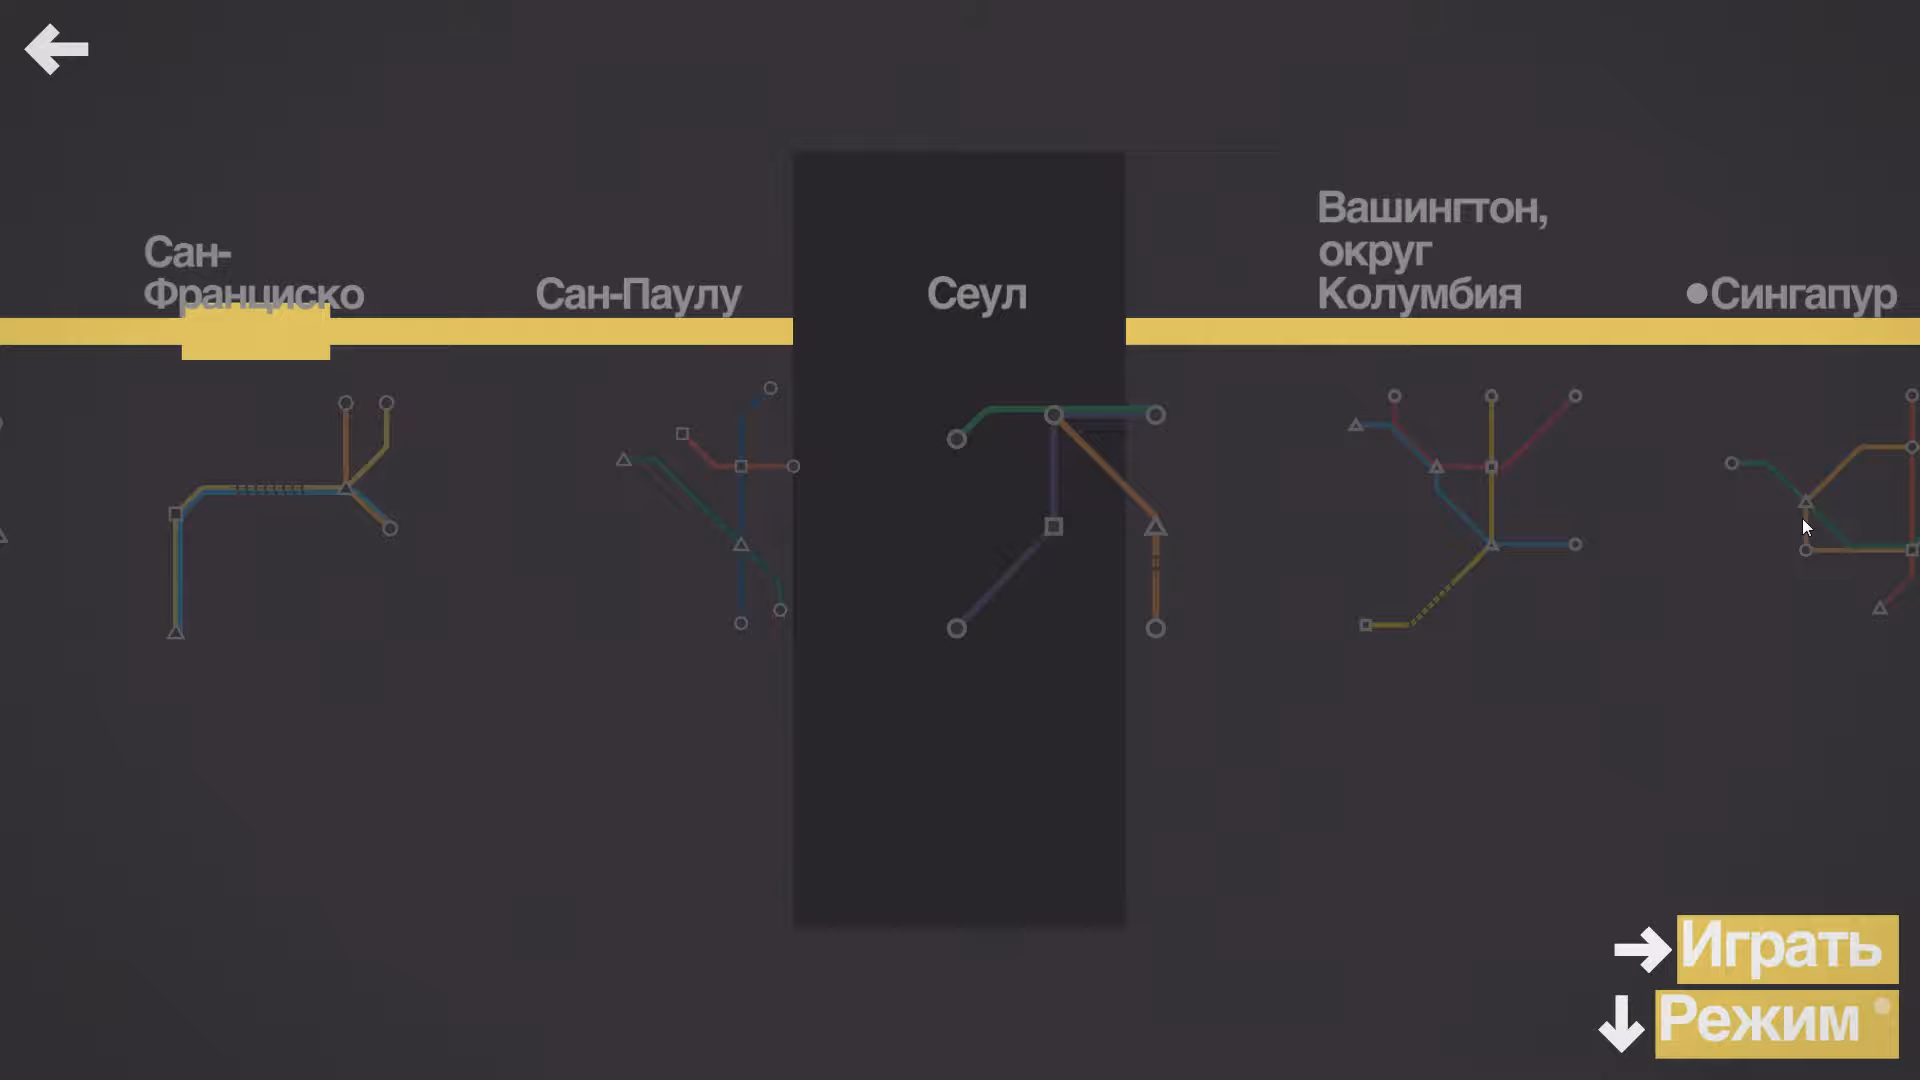 Сан-
Франциско
Сан-Паулу
Сеул
Вашингтон,
округ
Колумбия
Сингапур
Играть
Режим